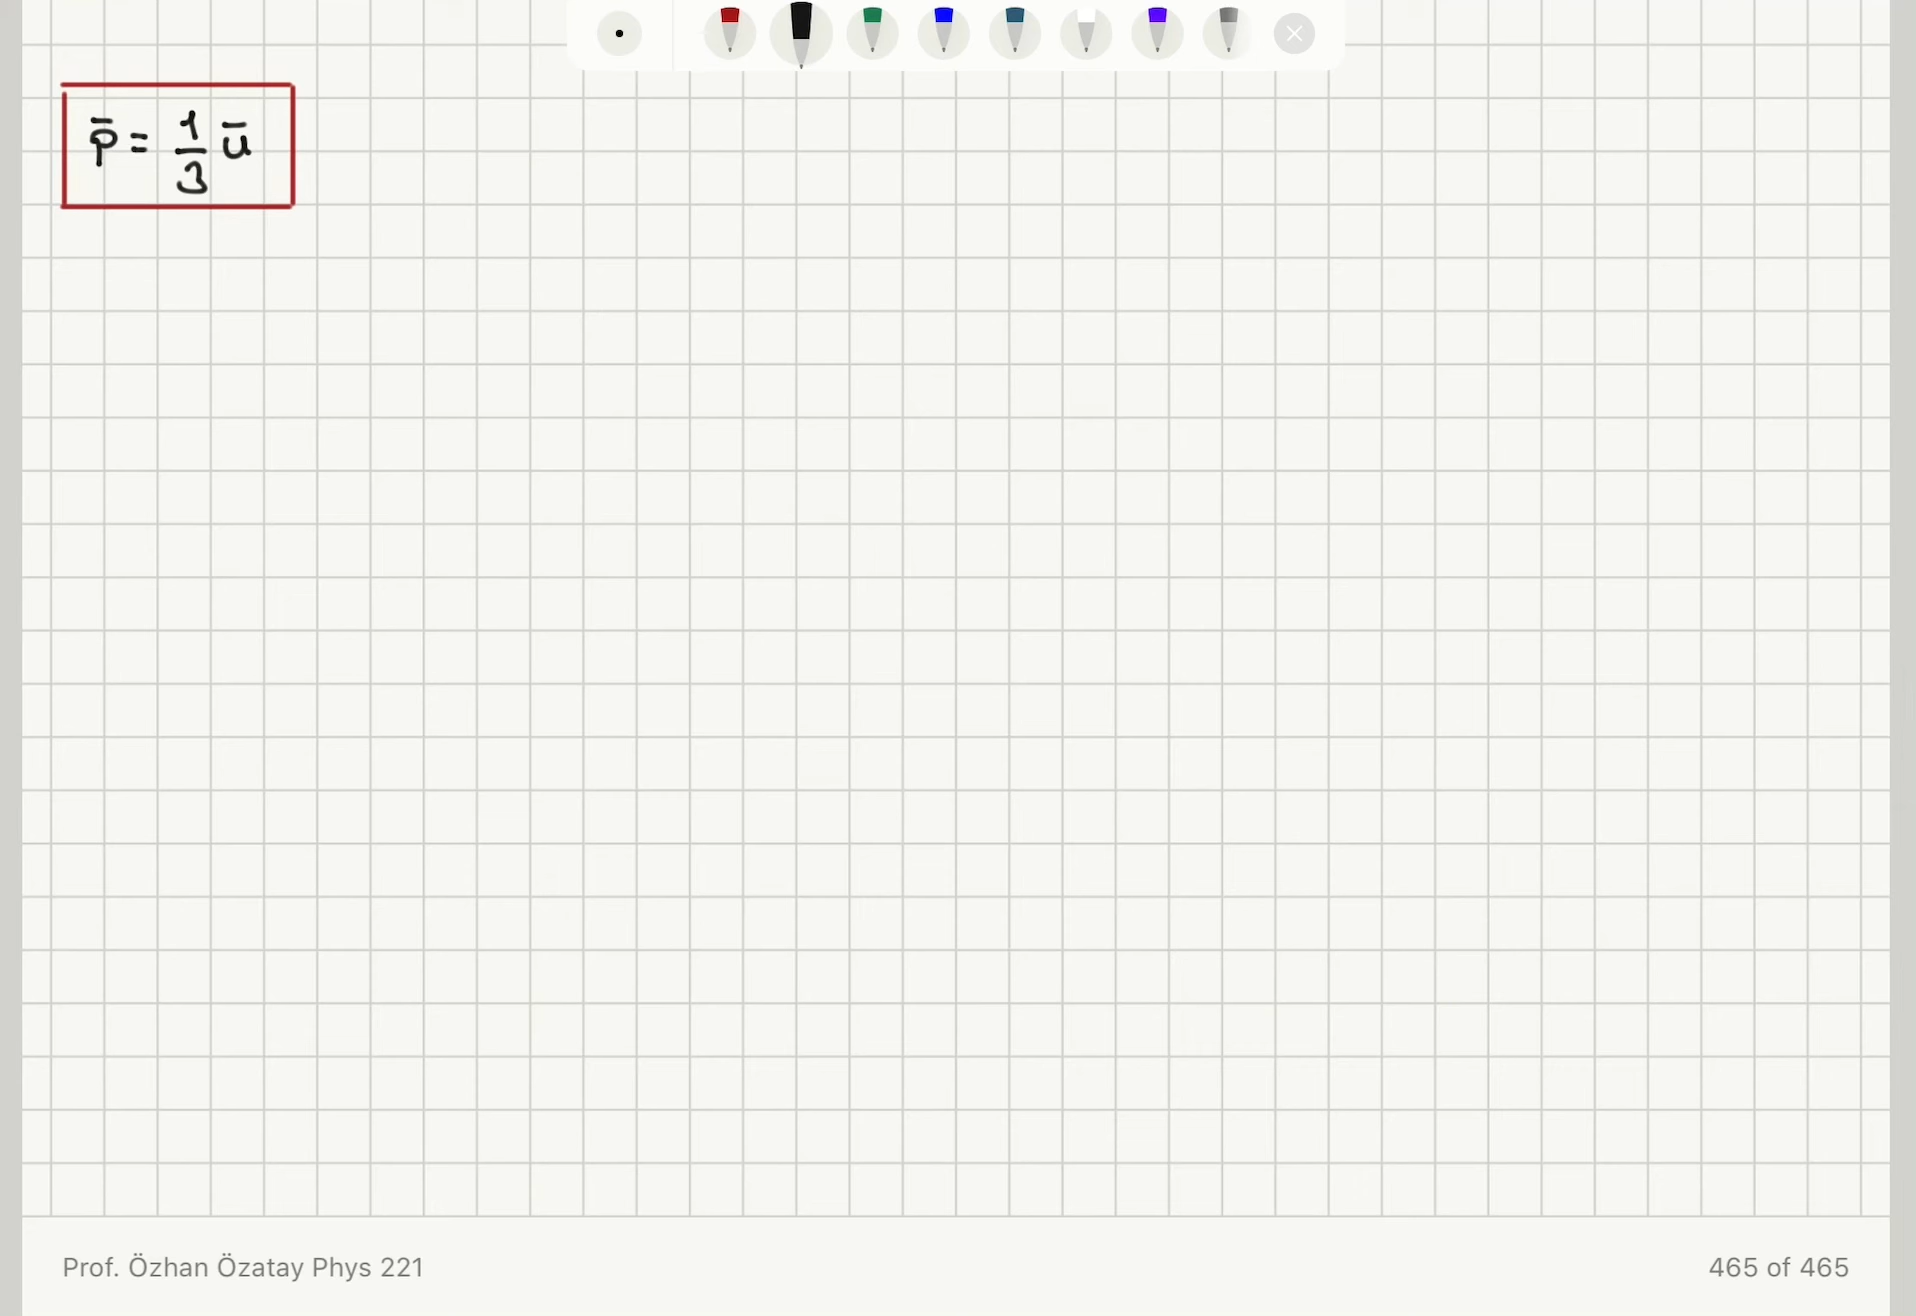 p̄ = 1/3 ū
Prof. Özhan Özatay Phys 221
465 of 465